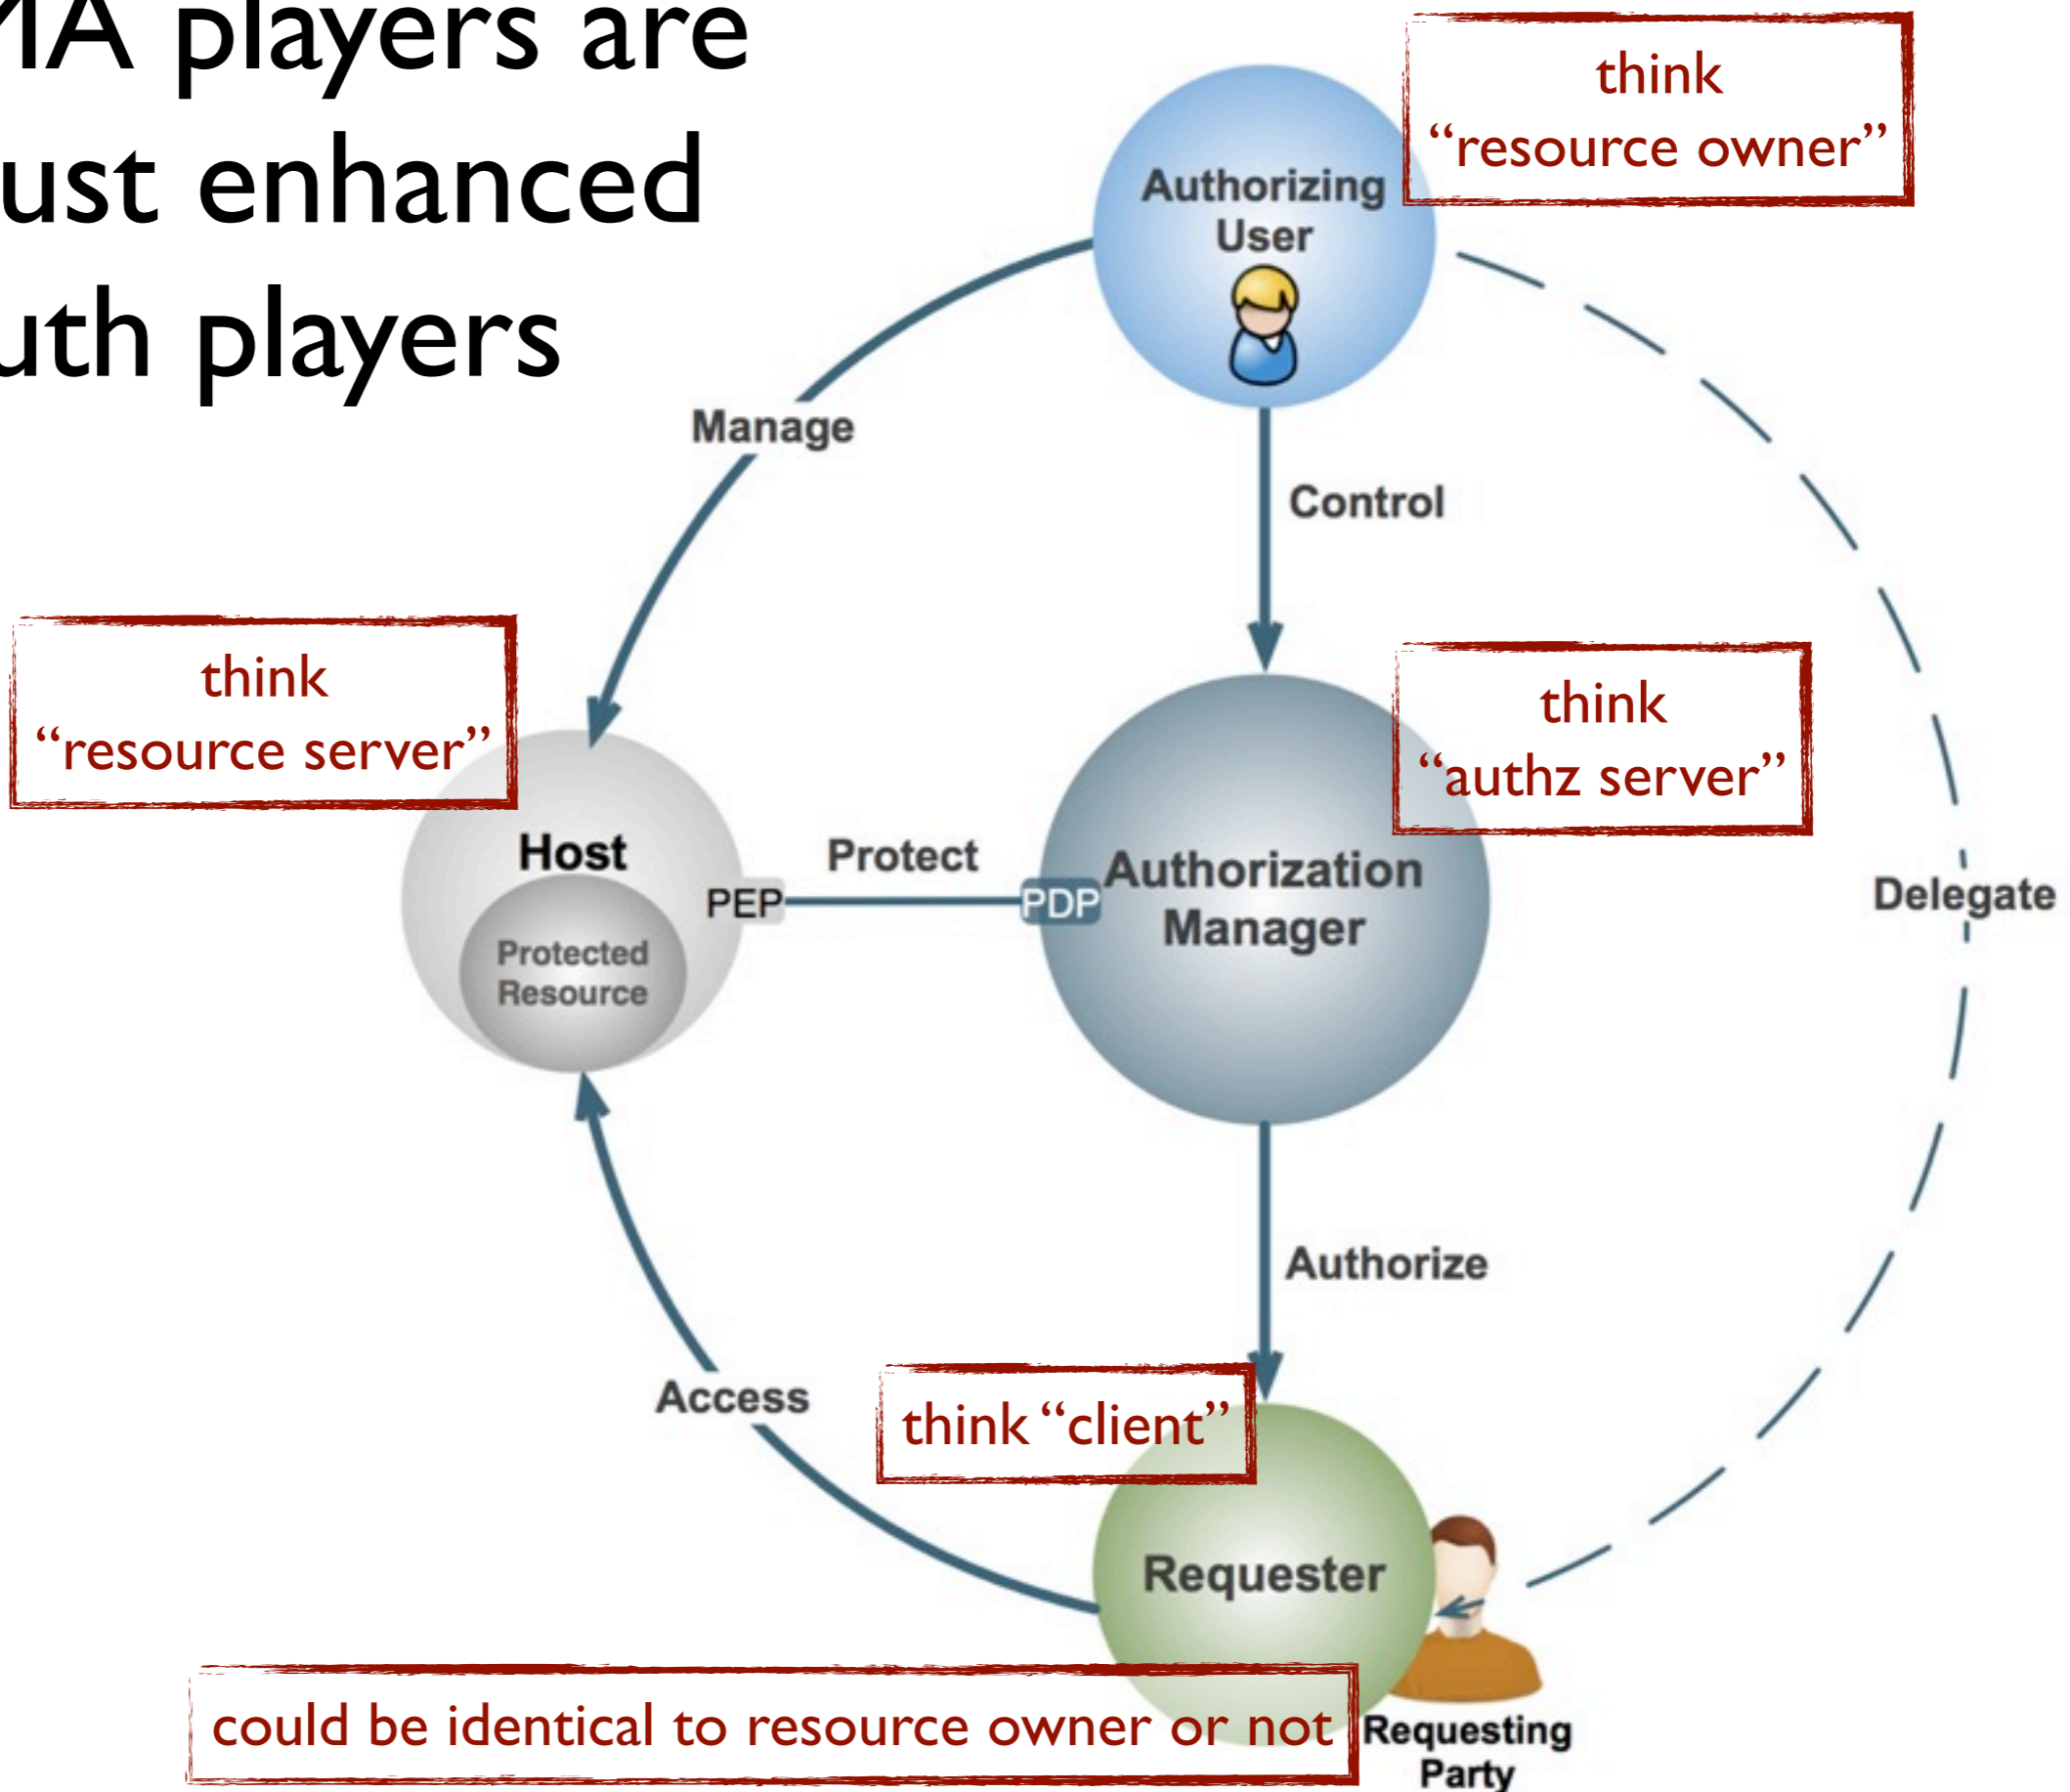 MA players are
ust enhanced
uth players
think
“resource owner”
Authorizing
User
Manage
Control
think
“resource server”
think
“authz server”
Host
Protect
PEP
PDP
Authorization
Manager
Delegate
Protected
Resource
Authorize
Access
think “client”
Requester
could be identical to resource owner or not
Requesting
Party